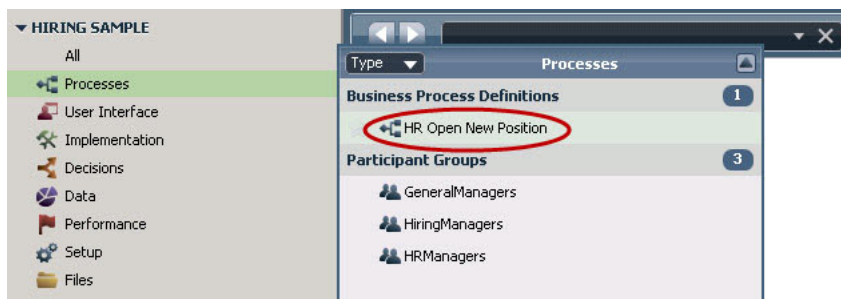 HIRING SAMPLE
All
Processes
User Interface
Implementation
Decisions
Data
Performance
Setup
Files
Type
Processes
Business Process Definitions 1
HR Open New Position
Participant Groups 3
GeneralManagers
HiringManagers
HRManagers